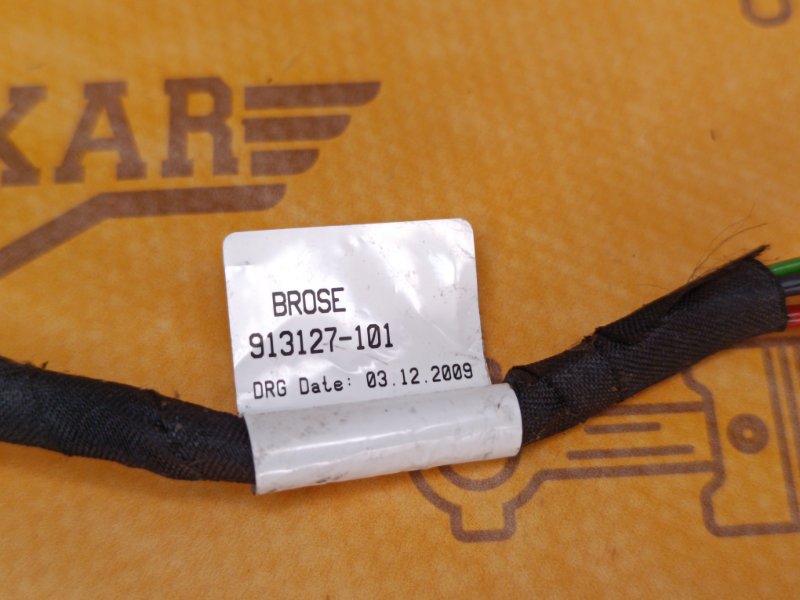 KAR
BROSE
913127-101
DRG Date: 03.12.2009